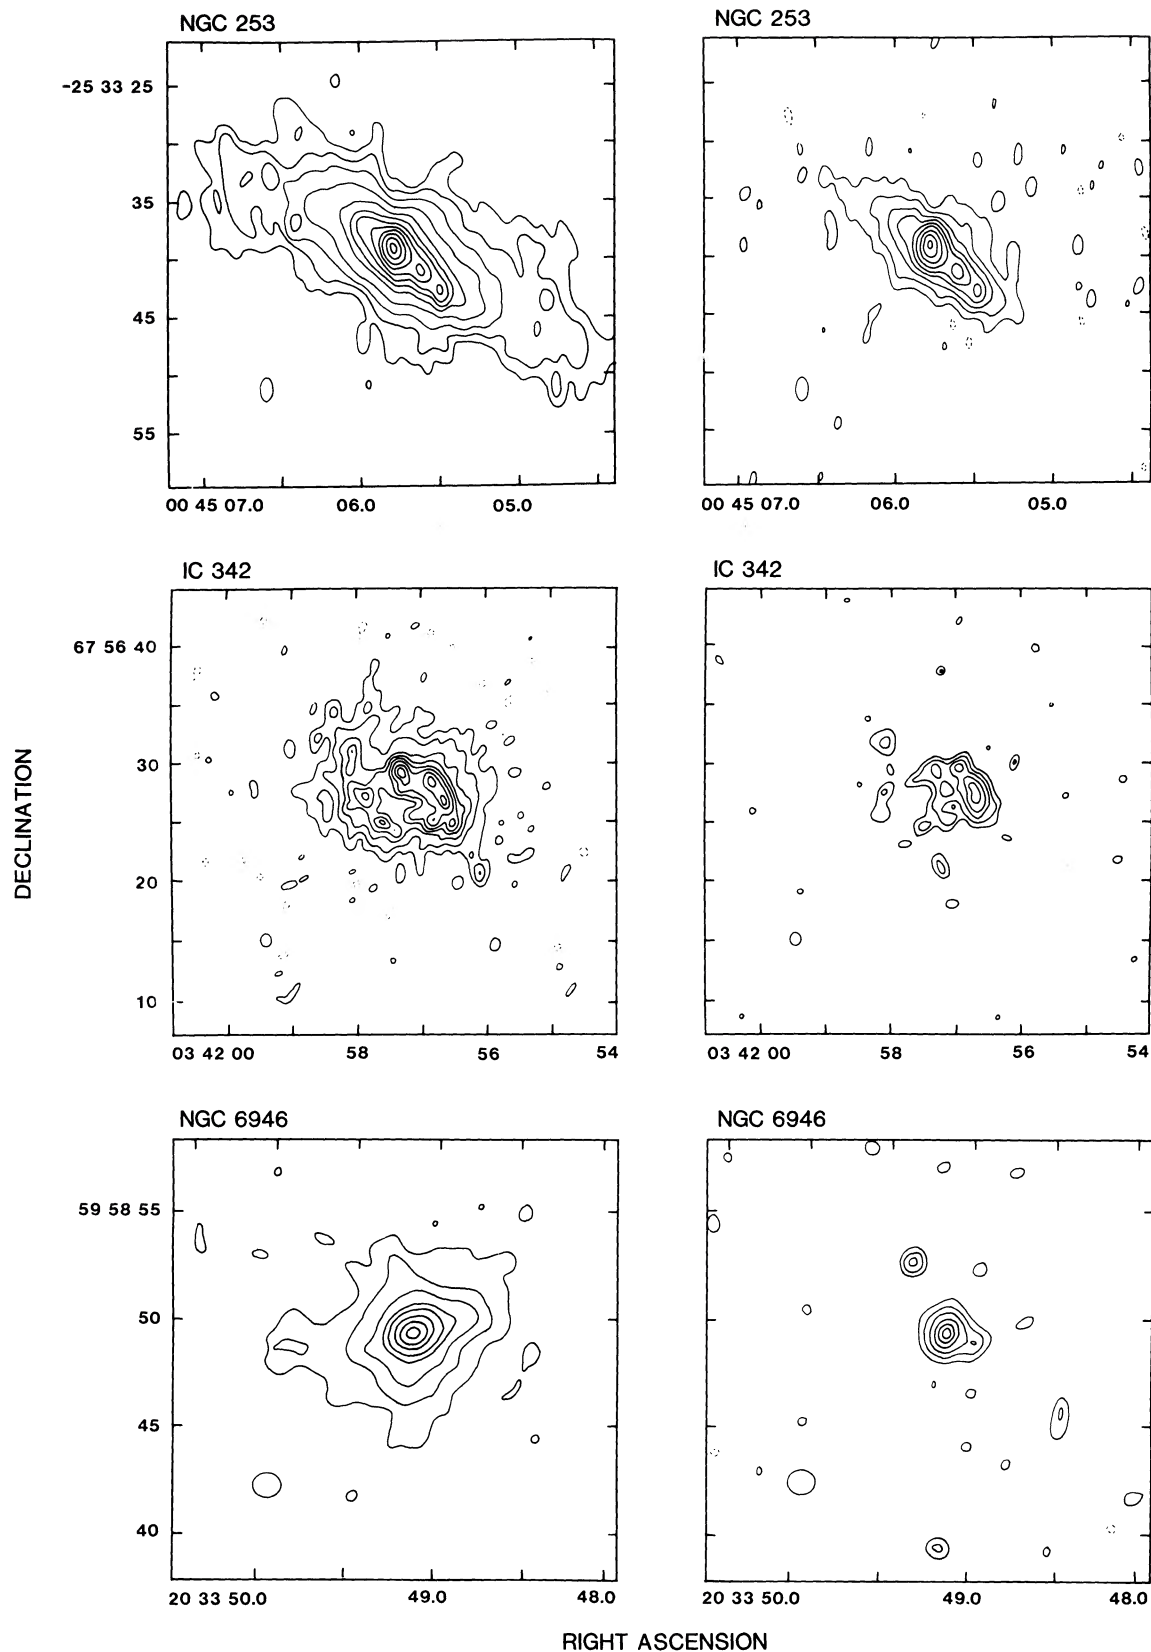 NGC 253
NGC 253
-25 33 25
35
45
55
00 45 07.0 06.0 05.0
00 45 07.0 06.0 05.0
IC 342
IC 342
67 56 40
30
20
10
03 42 00 58 56 54
03 42 00 58 56 54
DECLINATION
NGC 6946
NGC 6946
59 58 55
50
45
40
20 33 50.0 49.0 48.0
20 33 50.0 49.0 48.0
RIGHT ASCENSION